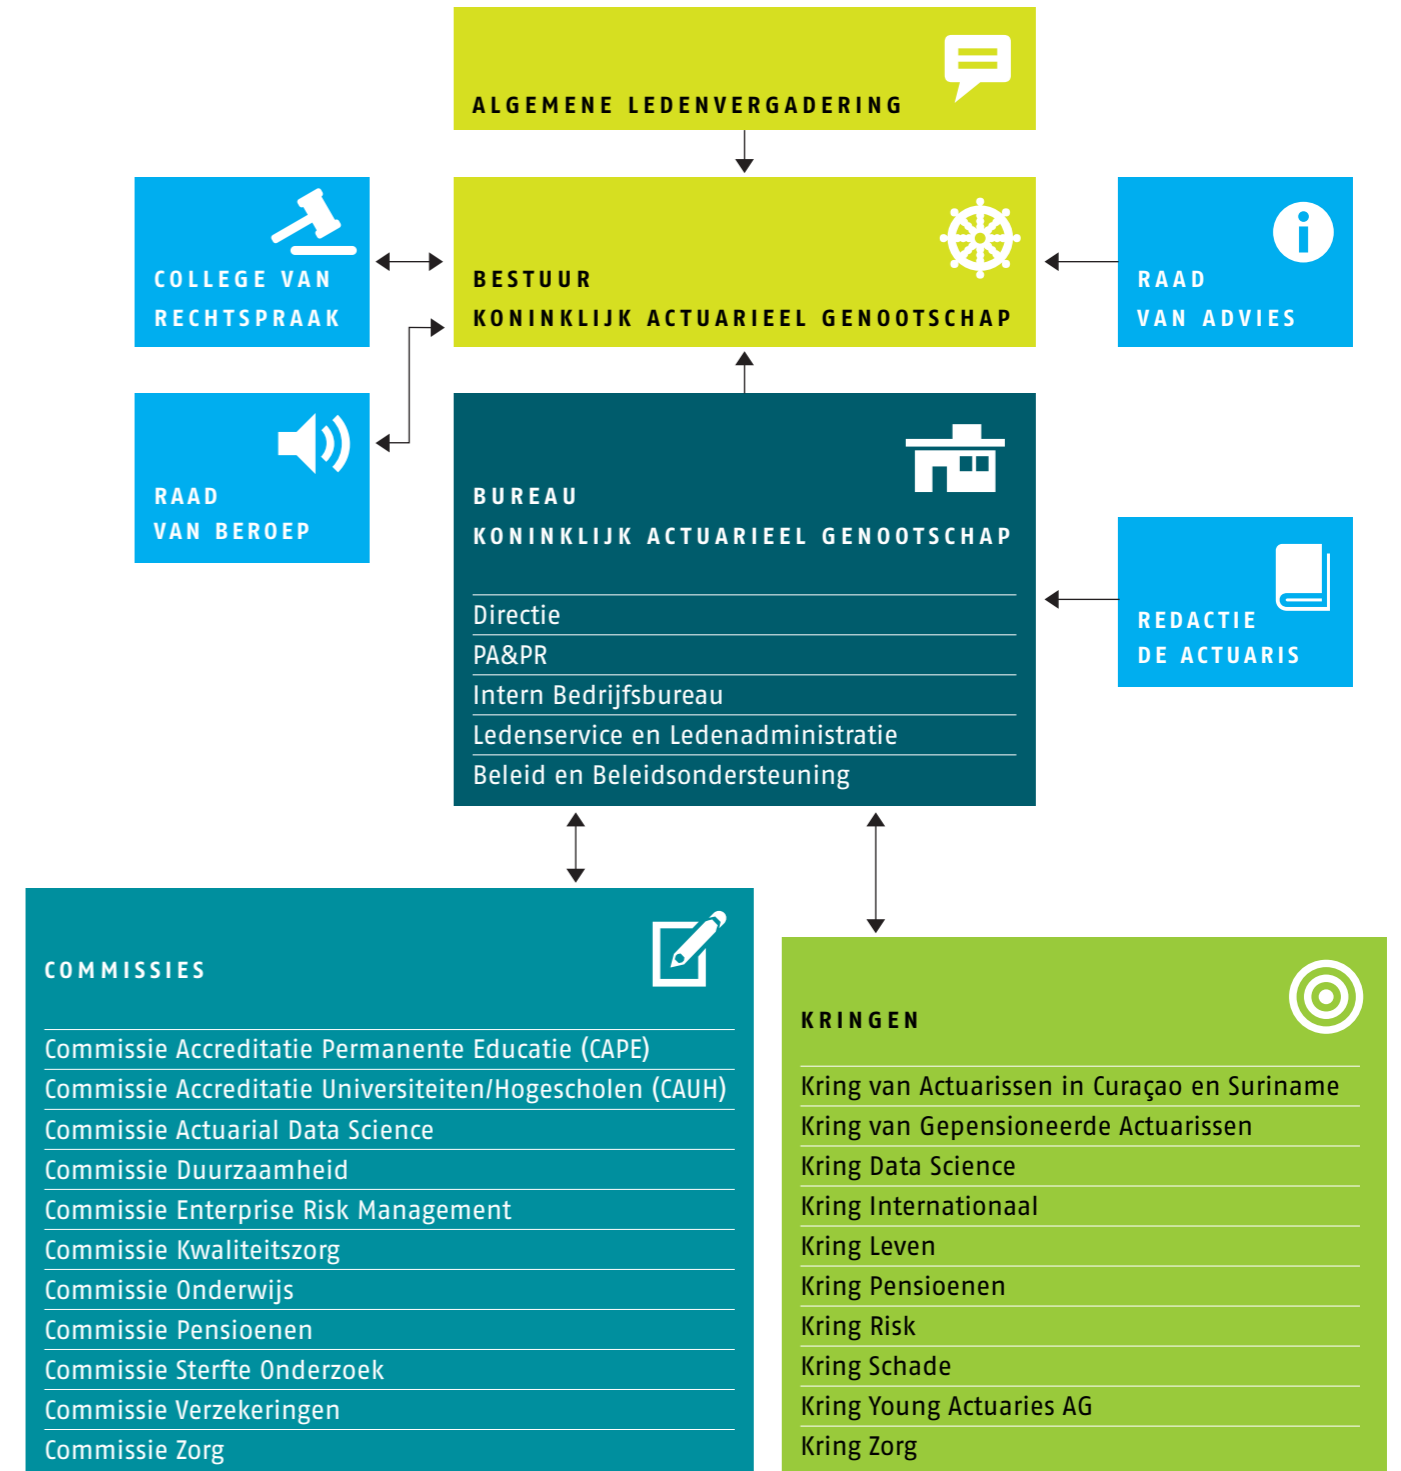 ALGEMENE LEDENVERGADERING
COLLEGE VAN
RECHTSPRAAK
BESTUUR
KONINKLIJK ACTUARIEEL GENOOTSCHAP
RAAD
VAN ADVIES
RAAD
VAN BEROEP
BUREAU
KONINKLIJK ACTUARIEEL GENOOTSCHAP
Directie
PA&PR
Intern Bedrijfsbureau
Ledenservice en Ledenadministratie
Beleid en Beleidsondersteuning
REDACTIE
DE ACTUARIS
COMMISSIES
Commissie Accreditatie Permanente Educatie (CAPE)
Commissie Accreditatie Universiteiten/Hogescholen (CAUH)
Commissie Actuarial Data Science
Commissie Duurzaamheid
Commissie Enterprise Risk Management
Commissie Kwaliteitszorg
Commissie Onderwijs
Commissie Pensioenen
Commissie Sterfte Onderzoek
Commissie Verzekeringen
Commissie Zorg
KRINGEN
Kring van Actuarissen in Curaçao en Suriname
Kring van Gepensioneerde Actuarissen
Kring Data Science
Kring Internationaal
Kring Leven
Kring Pensioenen
Kring Risk
Kring Schade
Kring Young Actuaries AG
Kring Zorg